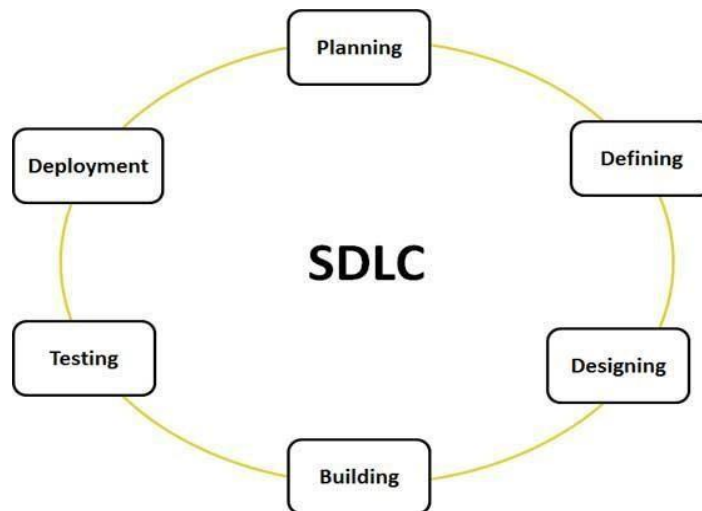 Planning
Defining
Designing
Building
Testing
Deployment
SDLC